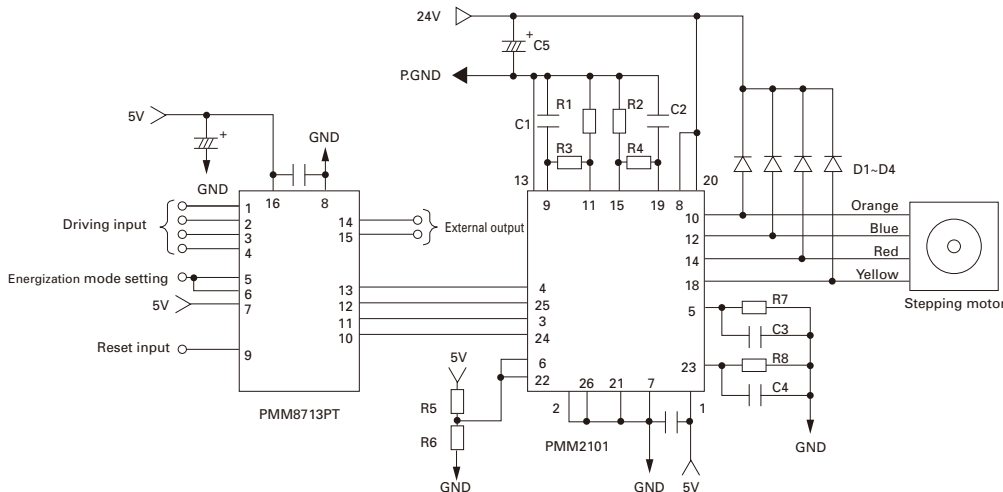 24V
+
C5
P.GND
R1
R2
C1
C2
R3
R4
5V
+
GND
GND
13
9
11
15
19
8
20
D1~D4
16
8
Driving input
1
2
3
4
14
15
External output
10
Orange
12
Blue
14
Red
18
Yellow
Stepping motor
Energization mode setting
5
6
5V
7
13
12
11
10
4
25
3
24
5
R7
C3
Reset input
9
6
22
23
R8
C4
5V
R5
R6
GND
PMM8713PT
2
26
21
7
1
PMM2101
GND
5V
GND